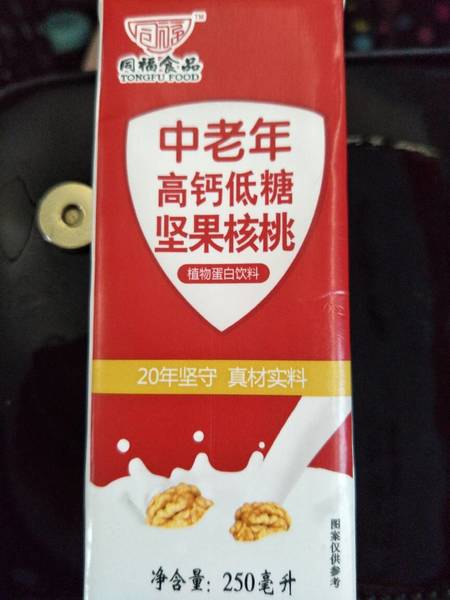 同福
TM
同福食品
TONGFU FOOD
中老年
高钙低糖
坚果核桃
植物蛋白饮料
20年坚守 真材实料
图案仅供参考
净含量: 250毫升